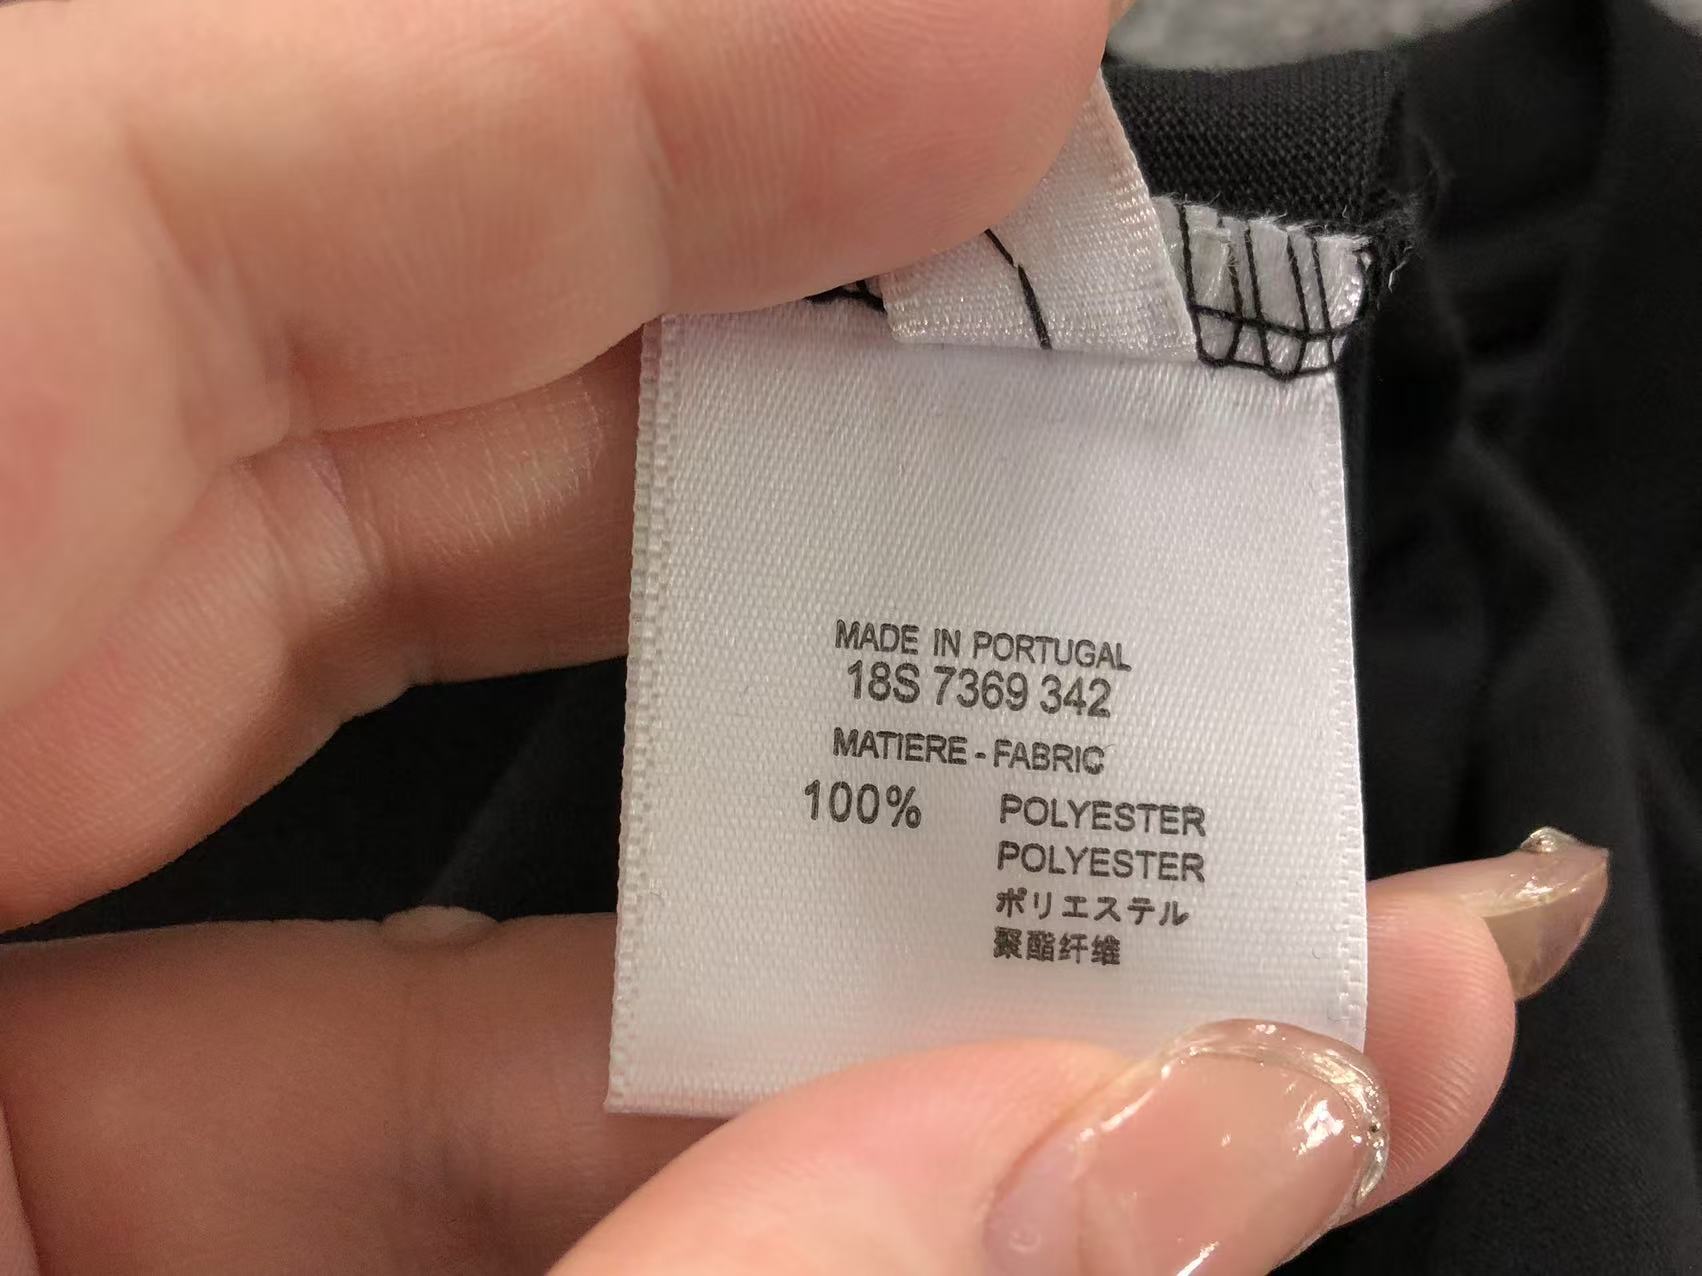 MADE IN PORTUGAL
18S 7369 342
MATIERE - FABRIC
100% POLYESTER
POLYESTER
ポリエステル
聚酯纤维